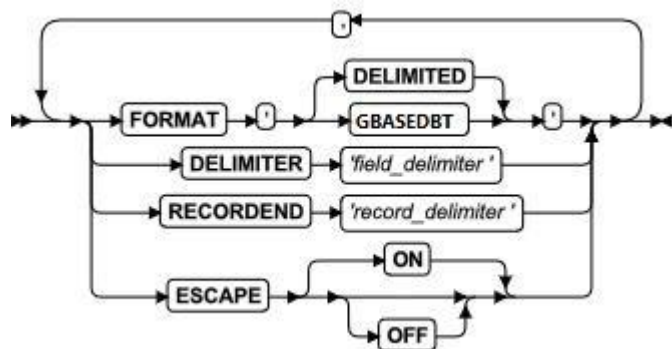 ,
DELIMITED
FORMAT ' GBASEDBT '
DELIMITER 'field_delimiter '
RECORDEND 'record_delimiter '
ON
ESCAPE
OFF